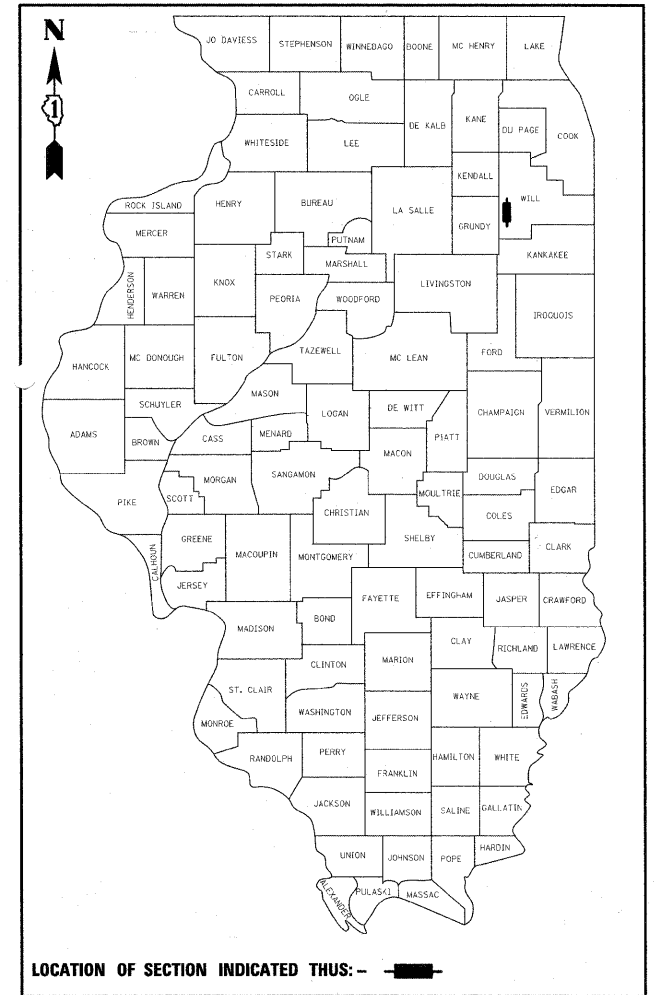 N
1
JO DAVIESS
STEPHENSON
WINNEBAGO
BOONE
MC HENRY
LAKE
CARROLL
OGLE
DE KALB
KANE
DU PAGE
COOK
WHITESIDE
LEE
KENDALL
WILL
ROCK ISLAND
HENRY
BUREAU
LA SALLE
GRUNDY
MERCER
PUTNAM
KANKAKEE
STARK
MARSHALL
HENDERSON
WARREN
KNOX
PEORIA
WOODFORD
LIVINGSTON
IROQUOIS
HANCOCK
MC DONOUGH
FULTON
TAZEWELL
MC LEAN
FORD
MASON
SCHUYLER
LOGAN
DE WITT
CHAMPAIGN
VERMILION
ADAMS
BROWN
CASS
MENARD
PIATT
MACON
PIKE
SCOTT
MORGAN
SANGAMON
MOULTRIE
DOUGLAS
EDGAR
CHRISTIAN
COLES
GREENE
MACOUPIN
MONTGOMERY
SHELBY
CUMBERLAND
CLARK
CALHOUN
JERSEY
FAYETTE
EFFINGHAM
JASPER
CRAWFORD
MADISON
BOND
CLAY
RICHLAND
LAWRENCE
CLINTON
MARION
ST. CLAIR
WAYNE
EDWARDS
WABASH
MONROE
WASHINGTON
JEFFERSON
RANDOLPH
PERRY
HAMILTON
WHITE
FRANKLIN
JACKSON
WILLIAMSON
SALINE
GALLATIN
UNION
JOHNSON
POPE
HARDIN
ALEXANDER
PULASKI
MASSAC
LOCATION OF SECTION INDICATED THUS: -